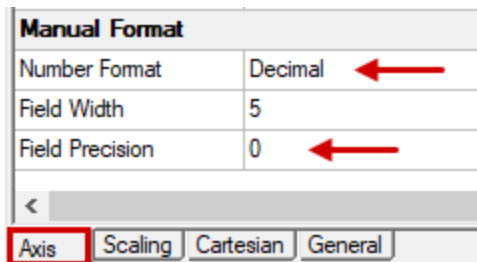 Manual Format
Number Format Decimal
Field Width 5
Field Precision 0
<
Axis Scaling Cartesian General